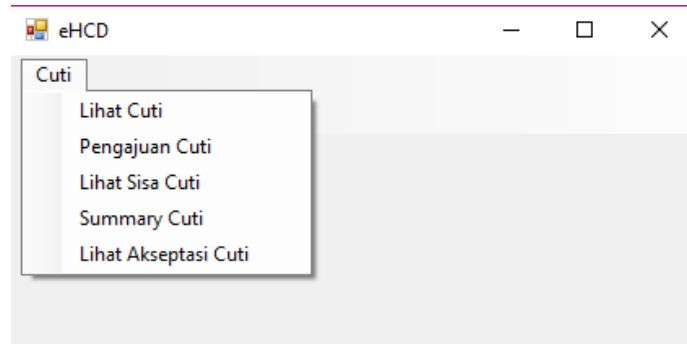 eHCD
Cuti
Lihat Cuti
Pengajuan Cuti
Lihat Sisa Cuti
Summary Cuti
Lihat Akseptasi Cuti